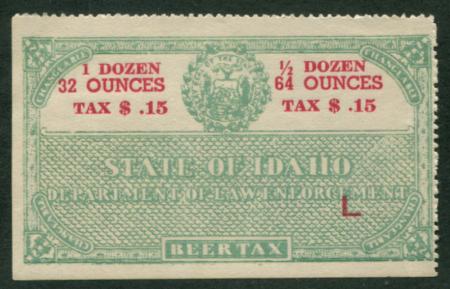 1 DOZEN
32 OUNCES
TAX $ .15
½ DOZEN
64 OUNCES
TAX $ .15
STATE OF IDAHO
DEPARTMENT OF LAW ENFORCEMENT
L
BEER TAX